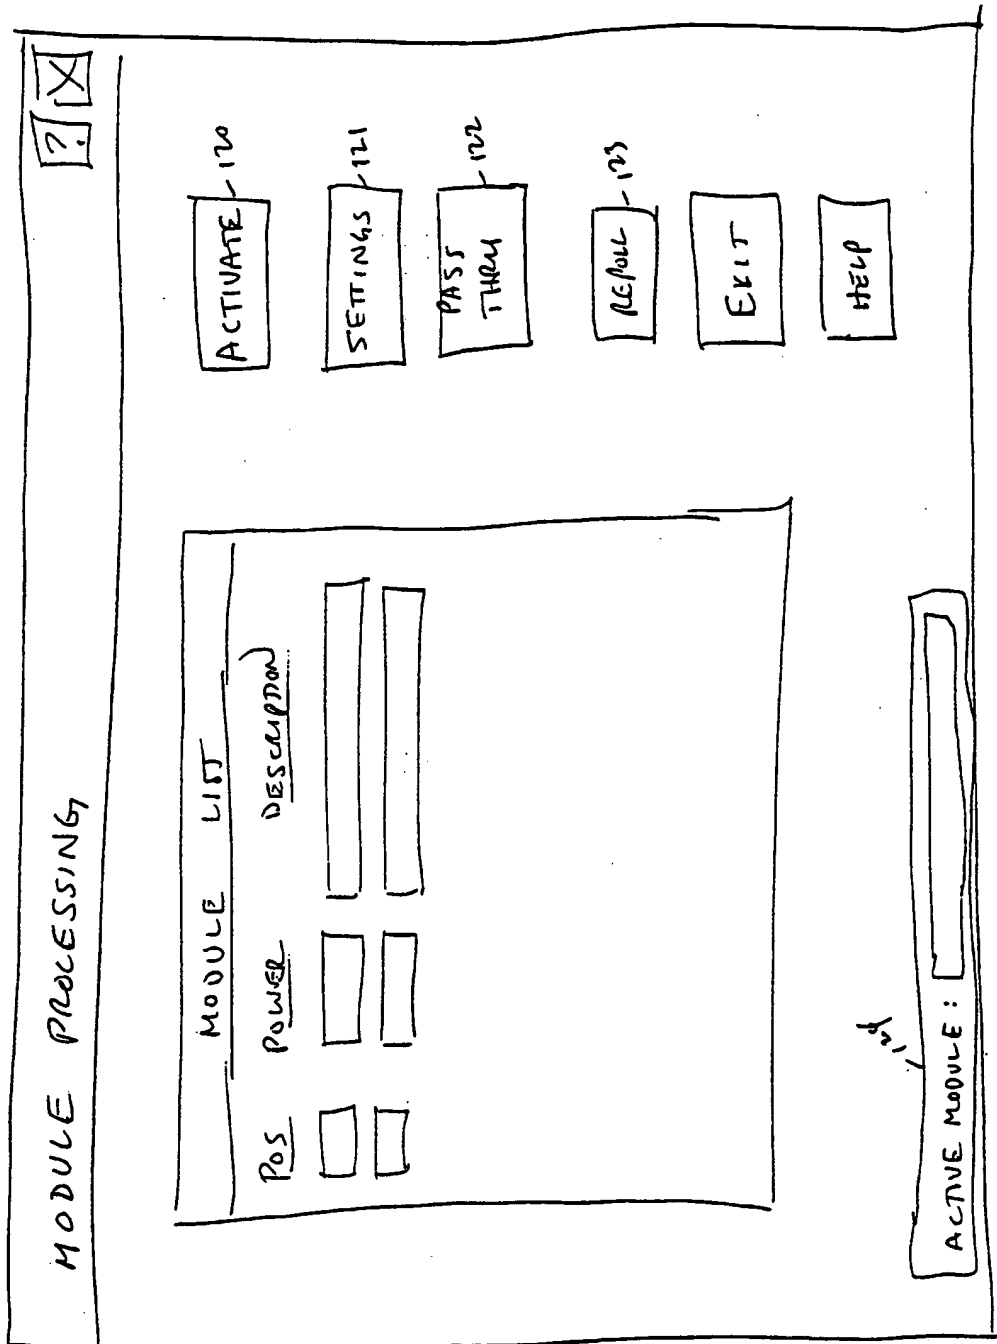 MODULE PROCESSING
? X
MODULE LIST
POS POWER DESCRIPTION
ACTIVATE 120
SETTINGS 121
PASS 122
THRU
REPOLL 123
EXIT
HELP
ACTIVE MODULE :